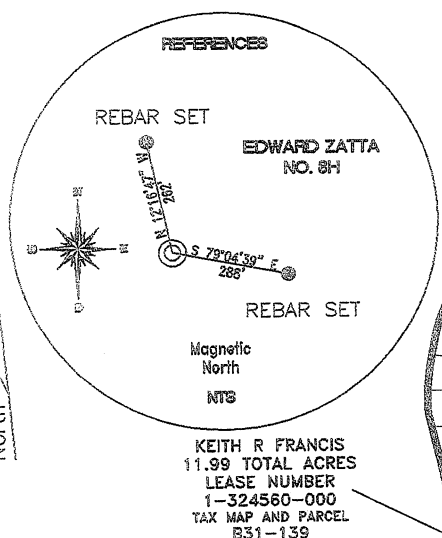 REFERENCES
REBAR SET
EDWARD ZATTA
NO. 8H
N 12°16'47" W
262'
S 79°04'39" E
286'
REBAR SET
Magnetic
North
NTS
KEITH R FRANCIS
11.99 TOTAL ACRES
LEASE NUMBER
1-324560-000
TAX MAP AND PARCEL
B31-139